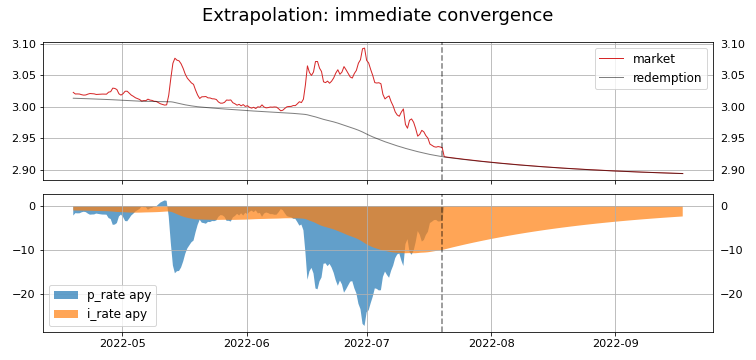 Extrapolation: immediate convergence
3.10 3.10
3.05 3.05
3.00 3.00
2.95 2.95
2.90 2.90
market
redemption
0 0
−10 −10
−20 −20
p_rate apy
i_rate apy
2022-05 2022-06 2022-07 2022-08 2022-09